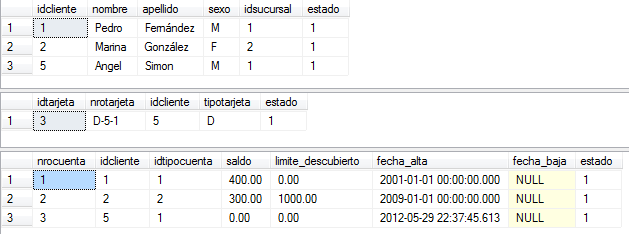 idcliente nombre apellido sexo idsucursal estado
1 1 Pedro Fernández M 1 1
2 2 Marina González F 2 1
3 5 Angel Simon M 1 1
idtarjeta nrotarjeta idcliente tipotarjeta estado
1 3 D-5-1 5 D 1
nrocuenta idcliente idtipocuenta saldo limite_descubierto fecha_alta fecha_baja estado
1 1 1 1 400.00 0.00 2001-01-01 00:00:00.000 NULL 1
2 2 2 2 300.00 1000.00 2009-01-01 00:00:00.000 NULL 1
3 3 5 1 0.00 0.00 2012-05-29 22:37:45.613 NULL 1